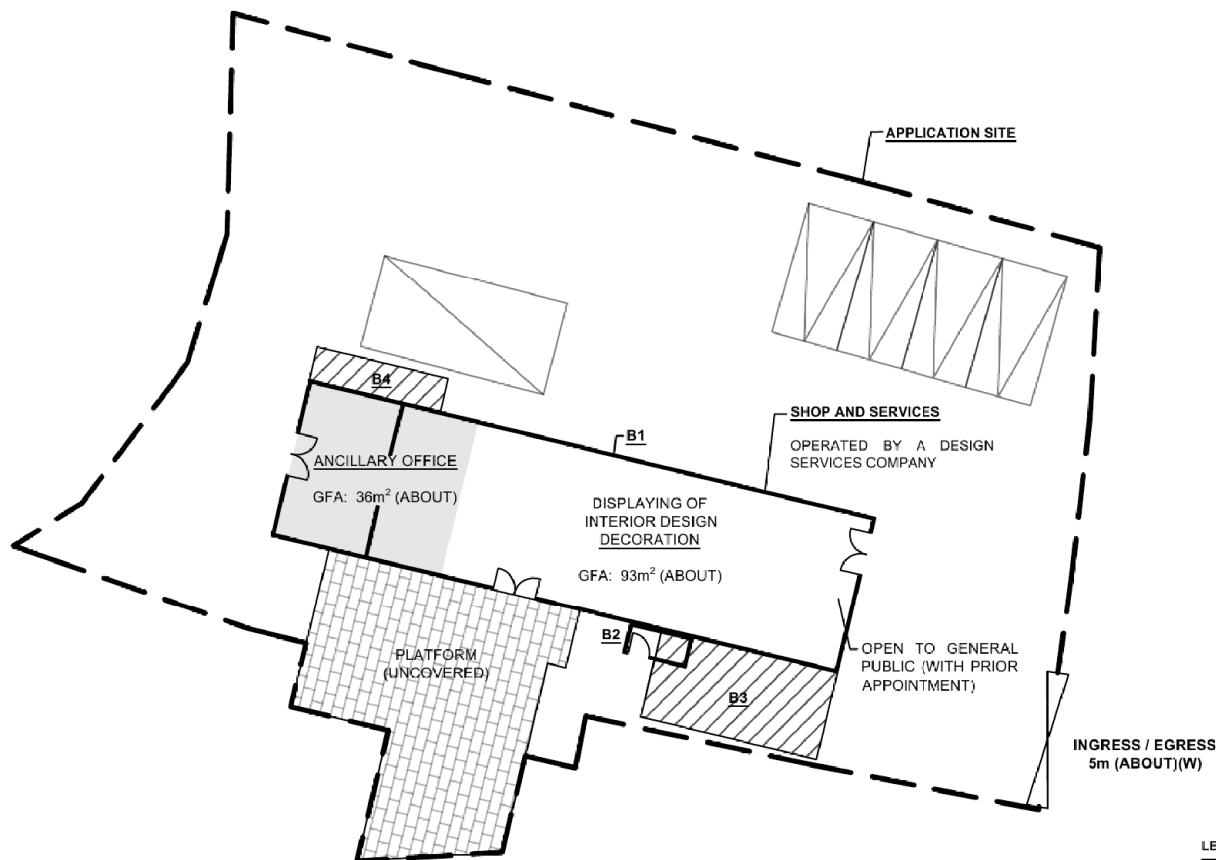 APPLICATION SITE
B4
SHOP AND SERVICES
OPERATED BY A DESIGN
SERVICES COMPANY
B1
ANCILLARY OFFICE
GFA: 36m² (ABOUT)
DISPLAYING OF
INTERIOR DESIGN
DECORATION
GFA: 93m² (ABOUT)
B2
PLATFORM
(UNCOVERED)
OPEN TO GENERAL
PUBLIC (WITH PRIOR
APPOINTMENT)
B3
INGRESS / EGRESS
5m (ABOUT)(W)